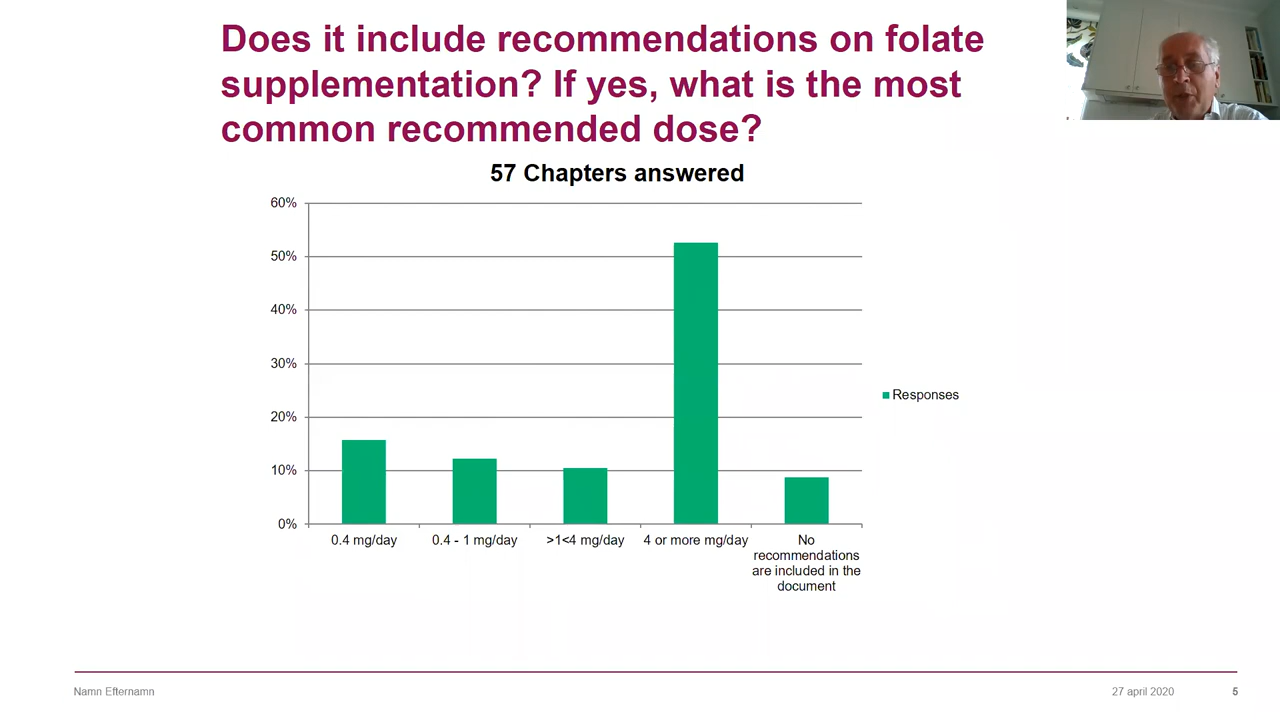 Does it include recommendations on folate
supplementation? If yes, what is the most
common recommended dose?
57 Chapters answered
60%
50%
40%
30%
20%
10%
0%
Responses
0.4 mg/day
0.4 - 1 mg/day
>1<4 mg/day
4 or more mg/day
No
recommendations
are included in the
document
Namn Efternamn
27 april 2020
5